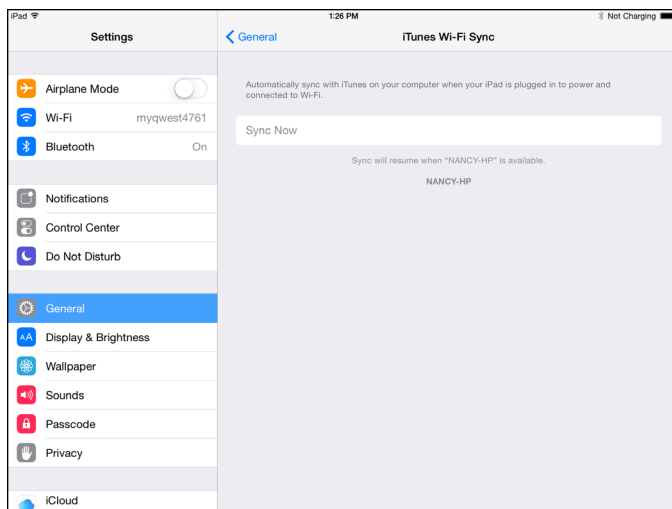 iPad 1:26 PM Not Charging
Settings
General iTunes Wi-Fi Sync
Airplane Mode
Wi-Fi myqwest4761
Bluetooth On
Notifications
Control Center
Do Not Disturb
General
AA Display & Brightness
Wallpaper
Sounds
Passcode
Privacy
iCloud
Automatically sync with iTunes on your computer when your iPad is plugged in to power and
connected to Wi-Fi.
Sync Now
Sync will resume when “NANCY-HP” is available.
NANCY-HP